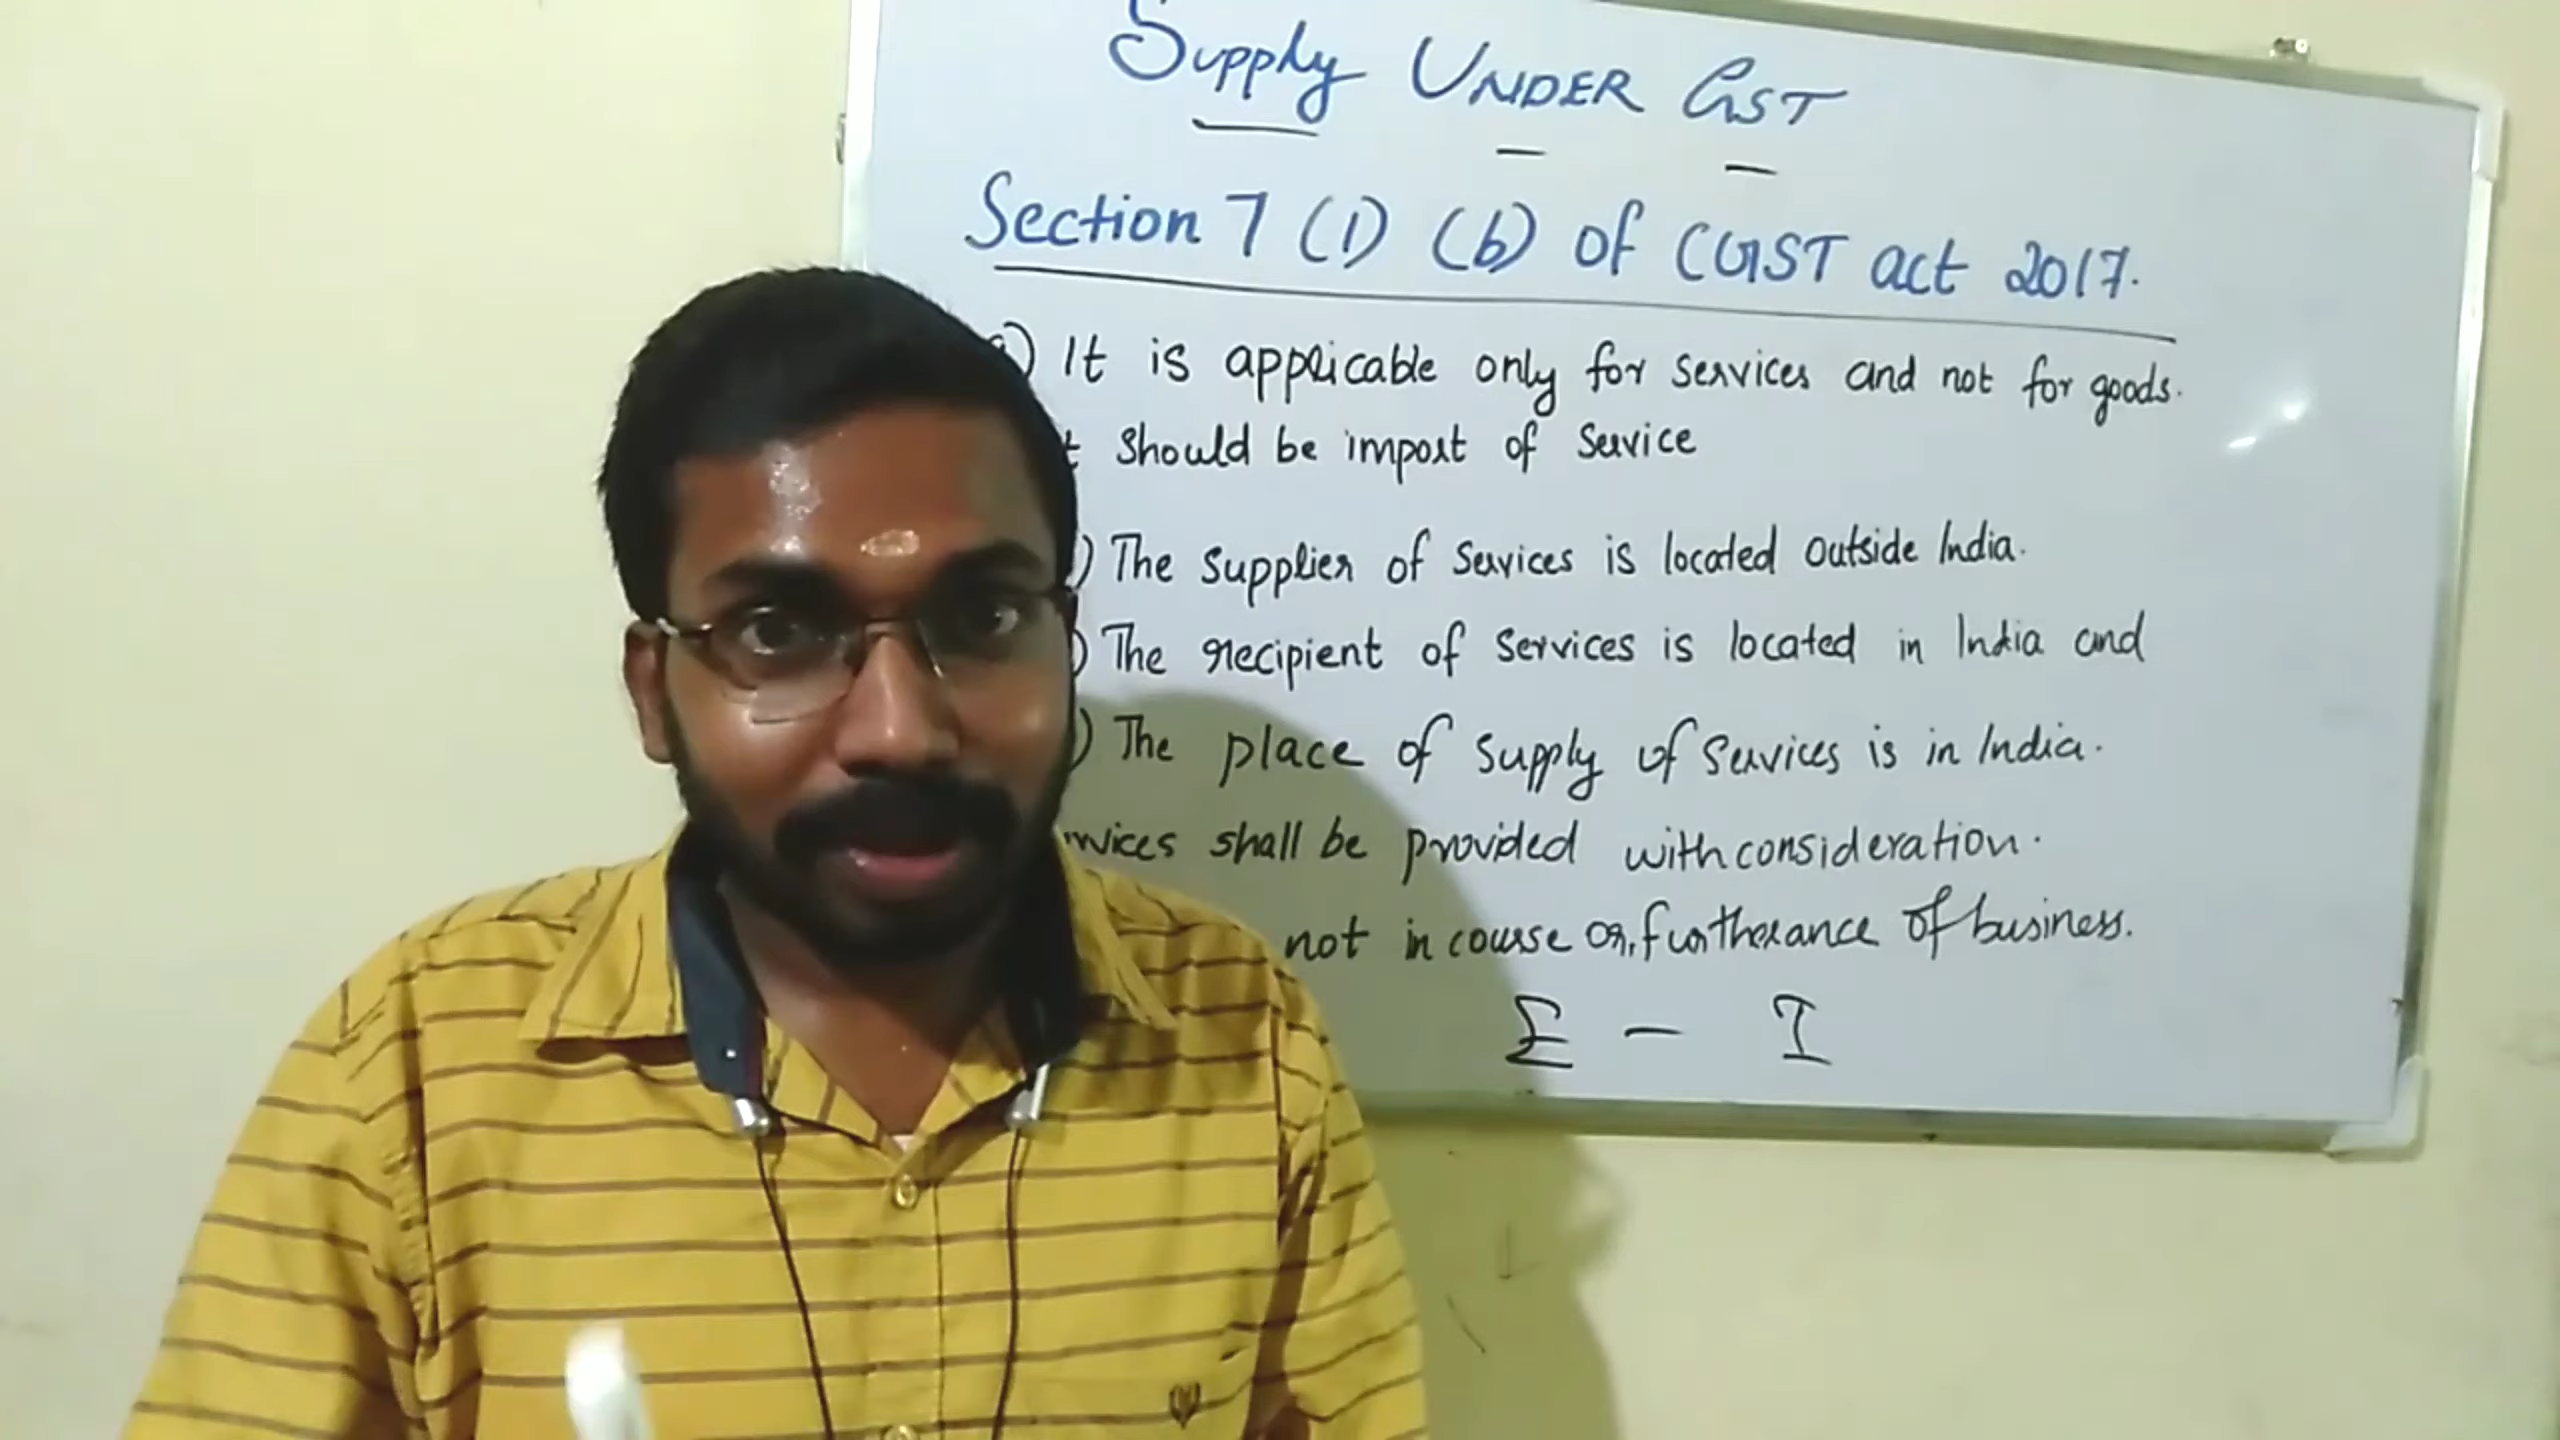 Supply UNDER GST
Section 7 (1) (b) of CGST act 2017.
a) It is applicable only for services and not for goods.
Should be import of Service
) The supplier of services is located outside India.
) The recipient of services is located in India and
) The place of supply of services is in India.
shall be provided with consideration.
not in course or, furtherance of business.
E - I